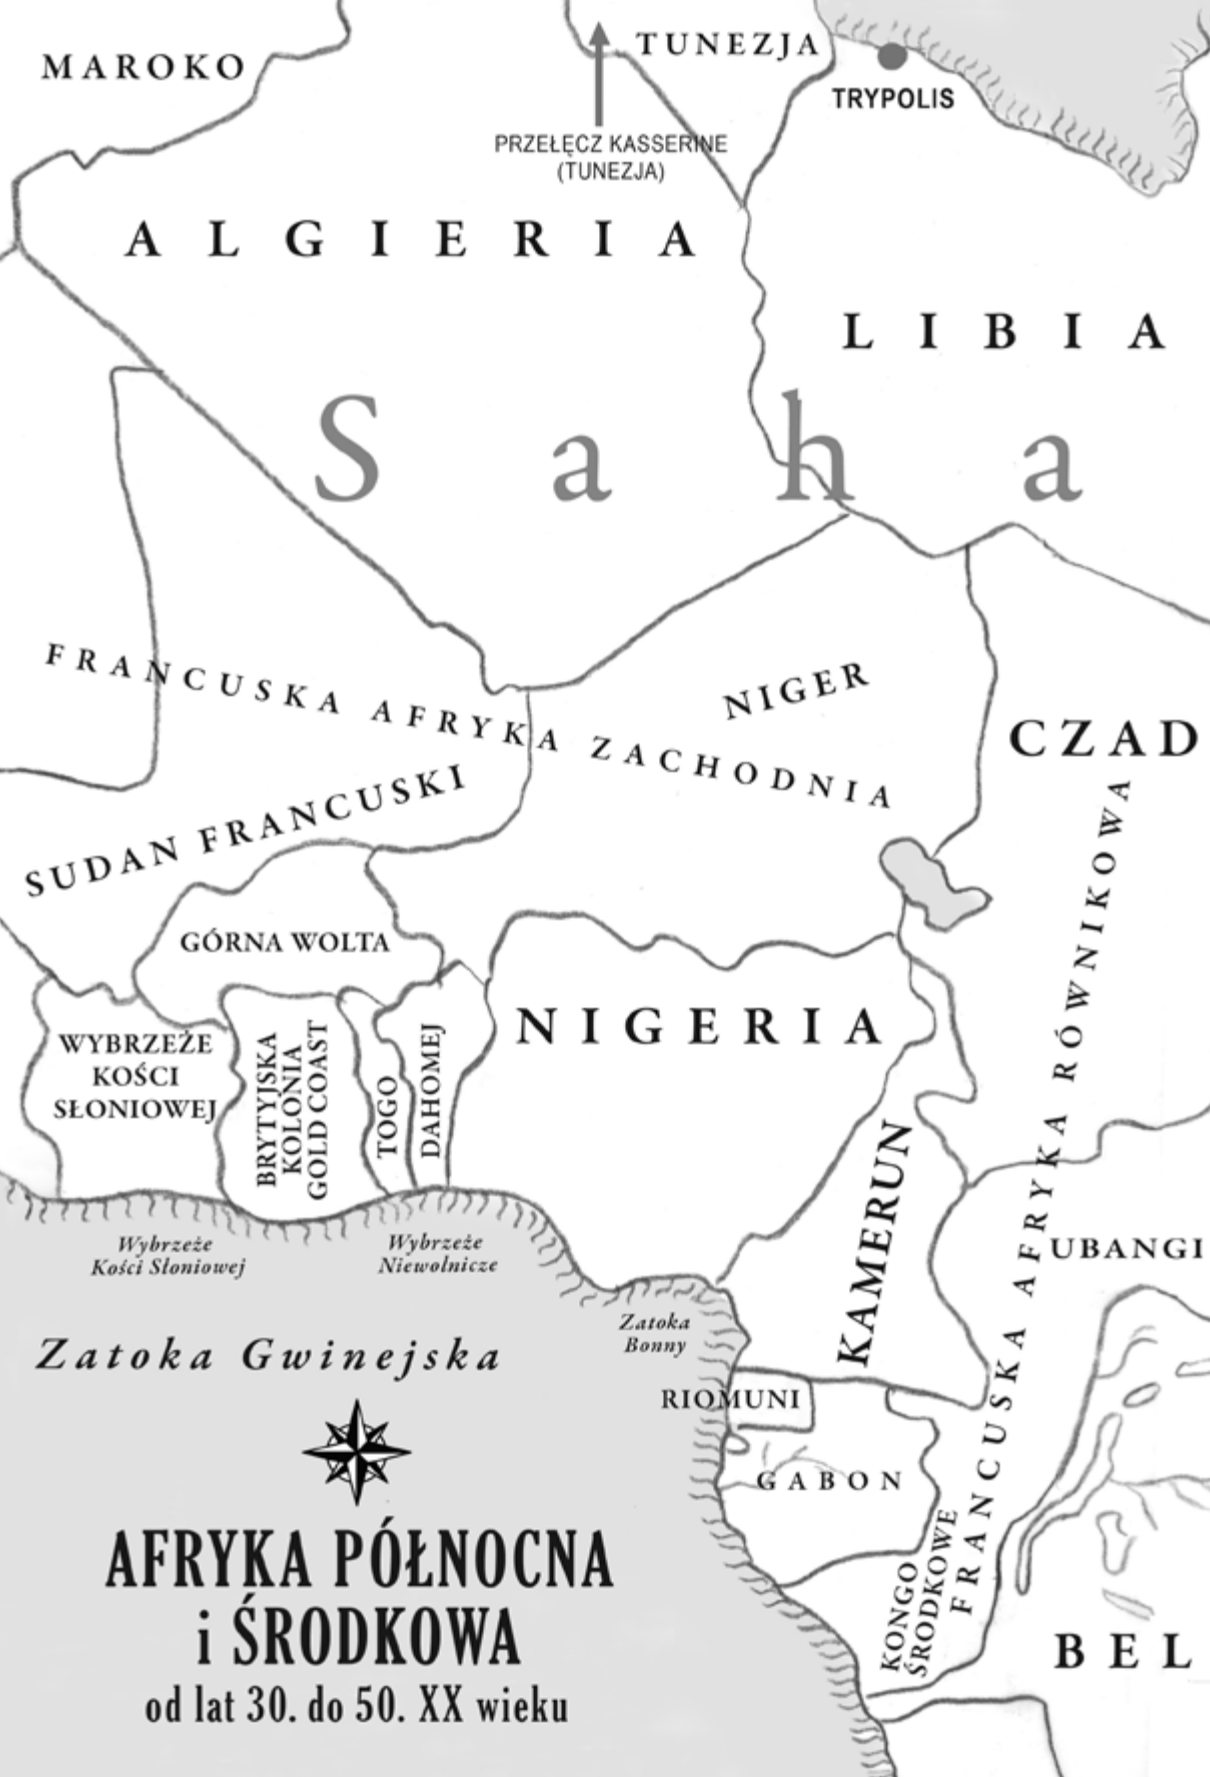 MAROKO
TUNEZJA
TRYPOLIS
PRZEŁĘCZ KASSERINE
(TUNEZJA)
ALGIERIA
LIBIA
Saha
FRANCUSKA AFRYKA ZACHODNIA
NIGER
CZAD
SUDAN FRANCUSKI
FRANCUSKA AFRYKA RÓWNIKOWA
GÓRNA WOLTA
NIGERIA
WYBRZEŻE
KOŚCI
SŁONIOWEJ
BRYTYJSKA
KOLONIA
GOLD COAST
TOGO
DAHOMEJ
KAMERUN
UBANGI
Wybrzeże
Kości Słoniowej
Wybrzeże
Niewolnicze
Zatoka
Bonny
Zatoka Gwinejska
RIOMUNI
GABON
KONGO
ŚRODKOWE
BEL
AFRYKA PÓŁNOCNA
i ŚRODKOWA
od lat 30. do 50. XX wieku